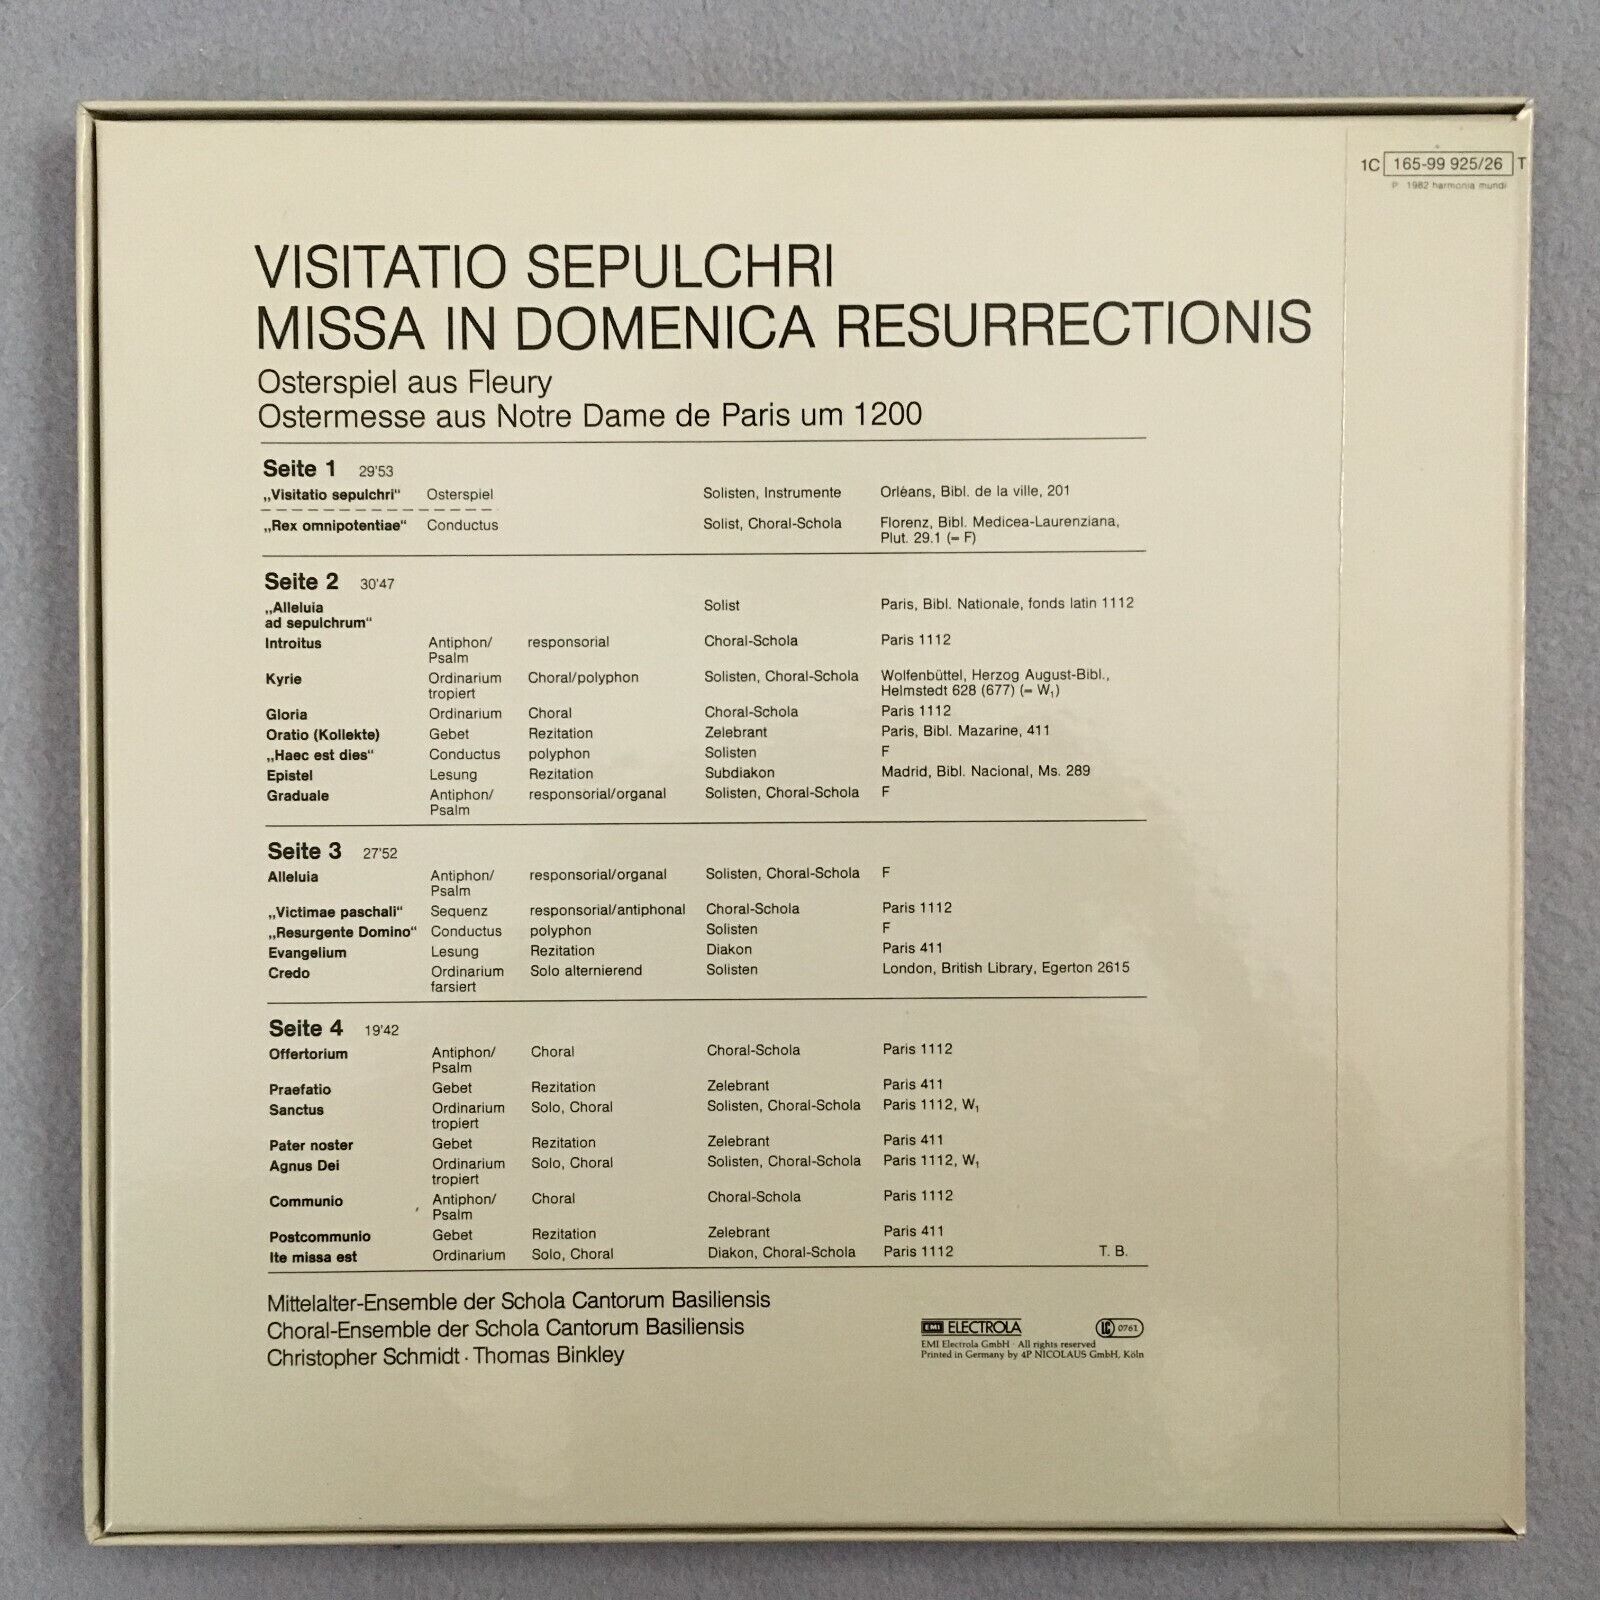 1C 165-99 925/26 T
P 1982 harmonia mundi
VISITATIO SEPULCHRI
MISSA IN DOMENICA RESURRECTIONIS
Osterspiel aus Fleury
Ostermesse aus Notre Dame de Paris um 1200
Seite 1 29'53
„Visitatio sepulchri“ Osterspiel Solisten, Instrumente Orléans, Bibl. de la ville, 201
„Rex omnipotentiae“ Conductus Solist, Choral-Schola Florenz, Bibl. Medicea-Laurenziana,
Plut. 29.1 (= F)
Seite 2 30'47
„Alleluia Solist Paris, Bibl. Nationale, fonds latin 1112
ad sepulchrum“
Introitus Antiphon/ responsorial Choral-Schola Paris 1112
Psalm
Kyrie Ordinarium Choral/polyphon Solisten, Choral-Schola Wolfenbüttel, Herzog August-Bibl.,
tropiert Helmstedt 628 (677) (= W₁)
Gloria Ordinarium Choral Choral-Schola Paris 1112
Oratio (Kollekte) Gebet Rezitation Zelebrant Paris, Bibl. Mazarine, 411
„Haec est dies“ Conductus polyphon Solisten F
Epistel Lesung Rezitation Subdiakon Madrid, Bibl. Nacional, Ms. 289
Graduale Antiphon/ responsorial/organal Solisten, Choral-Schola F
Psalm
Seite 3 27'52
Alleluia Antiphon/ responsorial/organal Solisten, Choral-Schola F
Psalm
„Victimae paschali“ Sequenz responsorial/antiphonal Choral-Schola Paris 1112
„Resurgente Domino“ Conductus polyphon Solisten F
Evangelium Lesung Rezitation Diakon Paris 411
Credo Ordinarium Solo alternierend Solisten London, British Library, Egerton 2615
farsiert
Seite 4 19'42
Offertorium Antiphon/ Choral Choral-Schola Paris 1112
Psalm
Praefatio Gebet Rezitation Zelebrant Paris 411
Sanctus Ordinarium Solo, Choral Solisten, Choral-Schola Paris 1112, W₁
tropiert
Pater noster Gebet Rezitation Zelebrant Paris 411
Agnus Dei Ordinarium Solo, Choral Solisten, Choral-Schola Paris 1112, W₁
tropiert
Communio Antiphon/ Choral Choral-Schola Paris 1112
Psalm
Postcommunio Gebet Rezitation Zelebrant Paris 411
Ite missa est Ordinarium Solo, Choral Diakon, Choral-Schola Paris 1112 T. B.
Mittelalter-Ensemble der Schola Cantorum Basiliensis
Choral-Ensemble der Schola Cantorum Basiliensis
Christopher Schmidt · Thomas Binkley
EMI ELECTROLA LC 0761
EMI Electrola GmbH · All rights reserved
Printed in Germany by 4P NICOLAUS GmbH, Köln